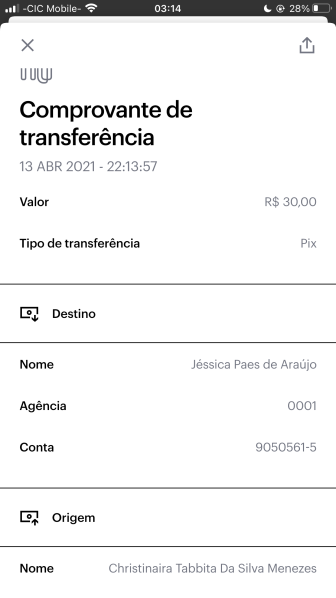 -CIC Mobile-
03:14
28%
Comprovante de
transferência
13 ABR 2021 - 22:13:57
Valor R$ 30,00
Tipo de transferência Pix
Destino
Nome Jéssica Paes de Araújo
Agência 0001
Conta 9050561-5
Origem
Nome Christinaira Tabbita Da Silva Menezes